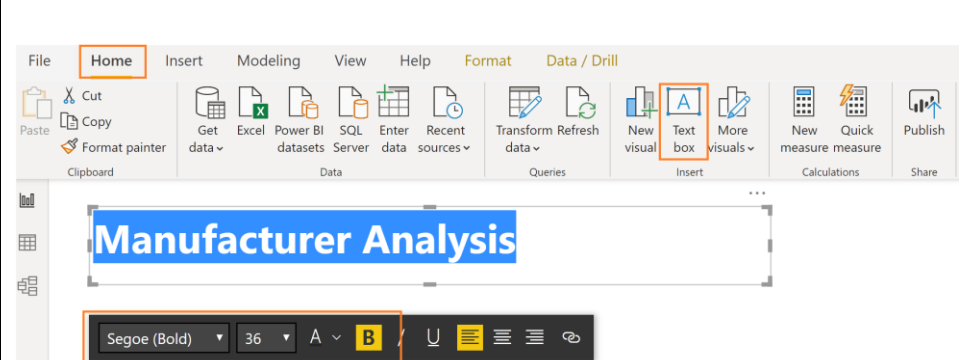 File Home Insert Modeling View Help Format Data / Drill
Paste
Cut
Copy
Format painter
Clipboard
Get data
Excel
Power BI datasets
SQL Server
Enter data
Recent sources
Data
Transform data
Refresh
Queries
New visual
A
Text box
More visuals
Insert
New measure
Quick measure
Calculations
Publish
Share
Manufacturer Analysis
Segoe (Bold) 36 A B I U